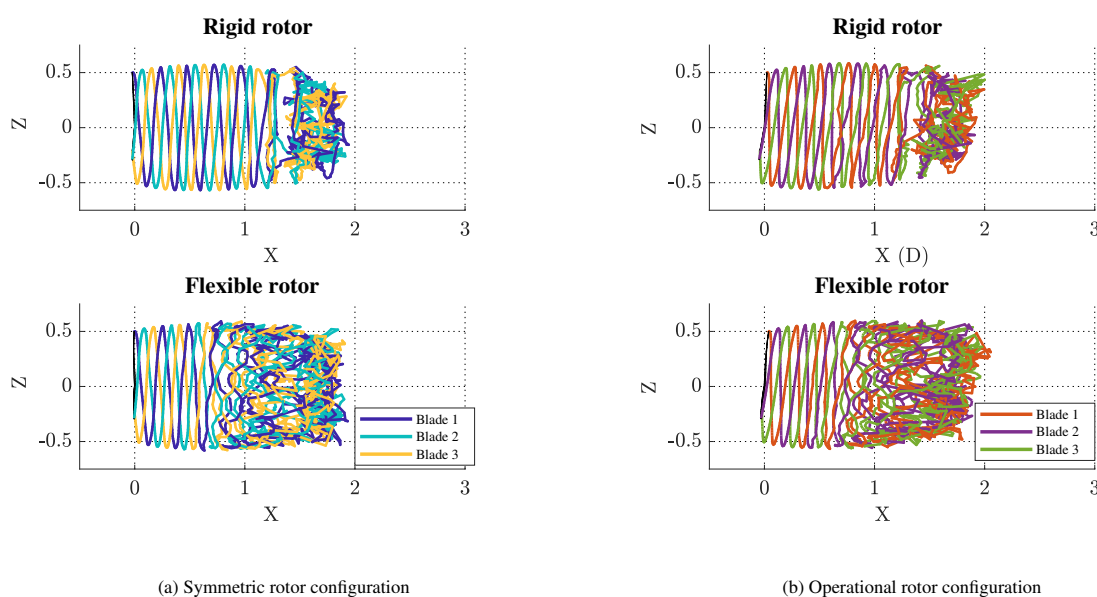 Rigid rotor
0.5
0
-0.5
Z
0 1 2 3
X
Flexible rotor
0.5
0
-0.5
Z
Blade 1
Blade 2
Blade 3
0 1 2 3
X
(a) Symmetric rotor configuration
Rigid rotor
0.5
0
-0.5
Z
0 1 2 3
X (D)
Flexible rotor
0.5
0
-0.5
Z
Blade 1
Blade 2
Blade 3
0 1 2 3
X
(b) Operational rotor configuration